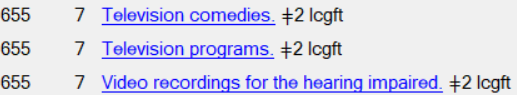 655 7 Television comedies. ǂ2 lcgft
655 7 Television programs. ǂ2 lcgft
655 7 Video recordings for the hearing impaired. ǂ2 lcgft